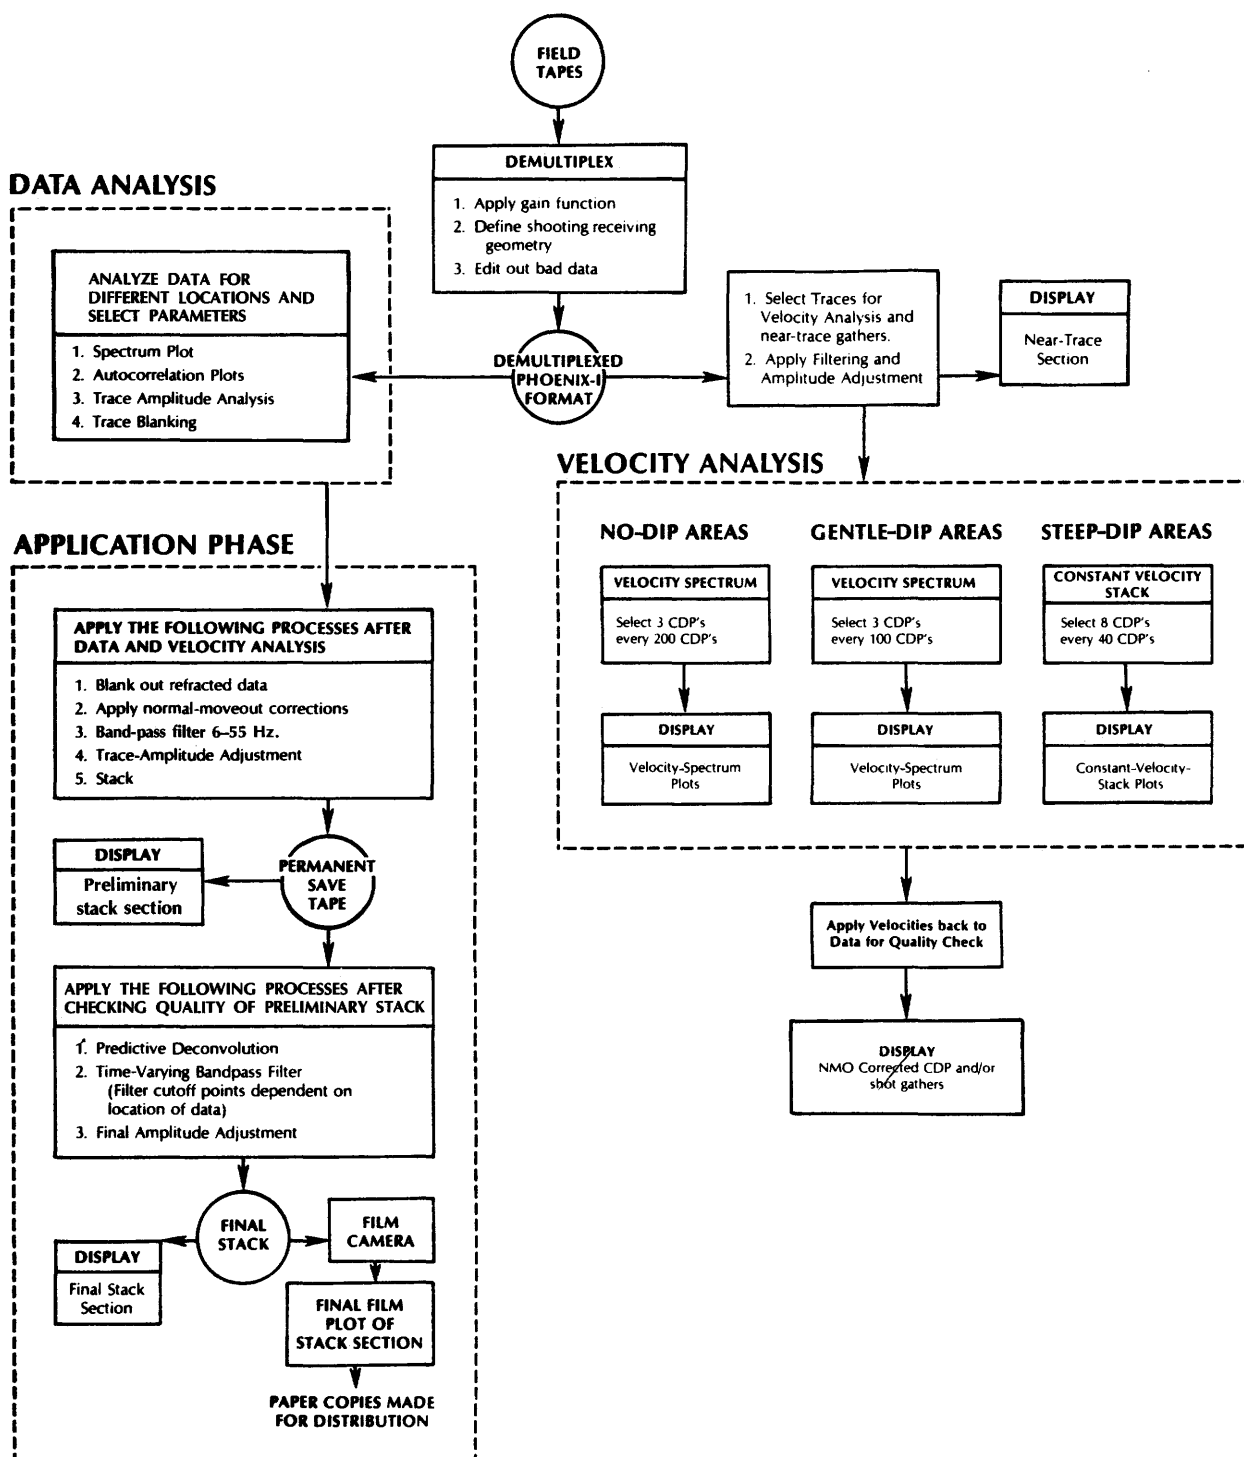 FIELD
TAPES
DEMULTIPLEX
1. Apply gain function
2. Define shooting receiving
geometry
3. Edit out bad data
DATA ANALYSIS
ANALYZE DATA FOR
DIFFERENT LOCATIONS AND
SELECT PARAMETERS
1. Spectrum Plot
2. Autocorrelation Plots
3. Trace Amplitude Analysis
4. Trace Blanking
DEMULTIPLEXED
PHOENIX-I
FORMAT
1. Select Traces for
Velocity Analysis and
near-trace gathers.
2. Apply Filtering and
Amplitude Adjustment
DISPLAY
Near-Trace
Section
VELOCITY ANALYSIS
NO-DIP AREAS
VELOCITY SPECTRUM
Select 3 CDP's
every 200 CDP's
DISPLAY
Velocity-Spectrum
Plots
GENTLE-DIP AREAS
VELOCITY SPECTRUM
Select 3 CDP's
every 100 CDP's
DISPLAY
Velocity-Spectrum
Plots
STEEP-DIP AREAS
CONSTANT VELOCITY
STACK
Select 8 CDP's
every 40 CDP's
DISPLAY
Constant-Velocity-
Stack Plots
Apply Velocities back to
Data for Quality Check
DISPLAY
NMO Corrected CDP and/or
shot gathers
APPLICATION PHASE
APPLY THE FOLLOWING PROCESSES AFTER
DATA AND VELOCITY ANALYSIS
1. Blank out refracted data
2. Apply normal-moveout corrections
3. Band-pass filter 6–55 Hz.
4. Trace-Amplitude Adjustment
5. Stack
DISPLAY
Preliminary
stack section
PERMANENT
SAVE
TAPE
APPLY THE FOLLOWING PROCESSES AFTER
CHECKING QUALITY OF PRELIMINARY STACK
1. Predictive Deconvolution
2. Time-Varying Bandpass Filter
(Filter cutoff points dependent on
location of data)
3. Final Amplitude Adjustment
FINAL
STACK
DISPLAY
Final Stack
Section
FILM
CAMERA
FINAL FILM
PLOT OF
STACK SECTION
PAPER COPIES MADE
FOR DISTRIBUTION